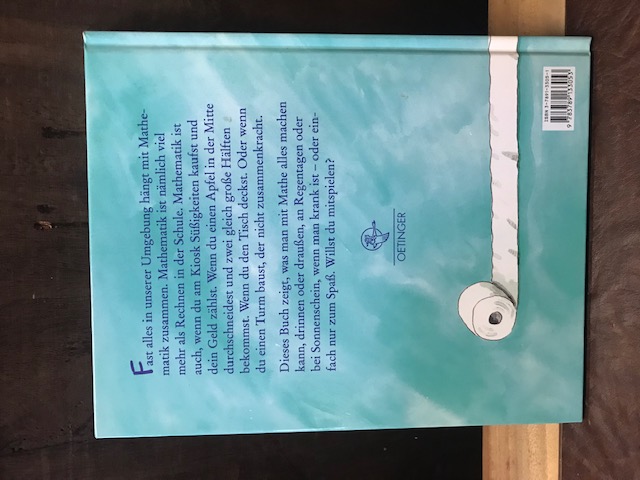 Fast alles in unserer Umgebung hängt mit Mathe-
matik zusammen. Mathematik ist nämlich viel
mehr als Rechnen in der Schule. Mathematik ist
auch, wenn du am Kiosk Süßigkeiten kaufst und
dein Geld zählst. Wenn du einen Apfel in der Mitte
durchschneidest und zwei gleich große Hälften
bekommst. Wenn du den Tisch deckst. Oder wenn
du einen Turm baust, der nicht zusammenkracht.
Dieses Buch zeigt, was man mit Mathe alles machen
kann, drinnen oder draußen, an Regentagen oder
bei Sonnenschein, wenn man krank ist – oder ein-
fach nur zum Spaß. Willst du mitspielen?
OETINGER